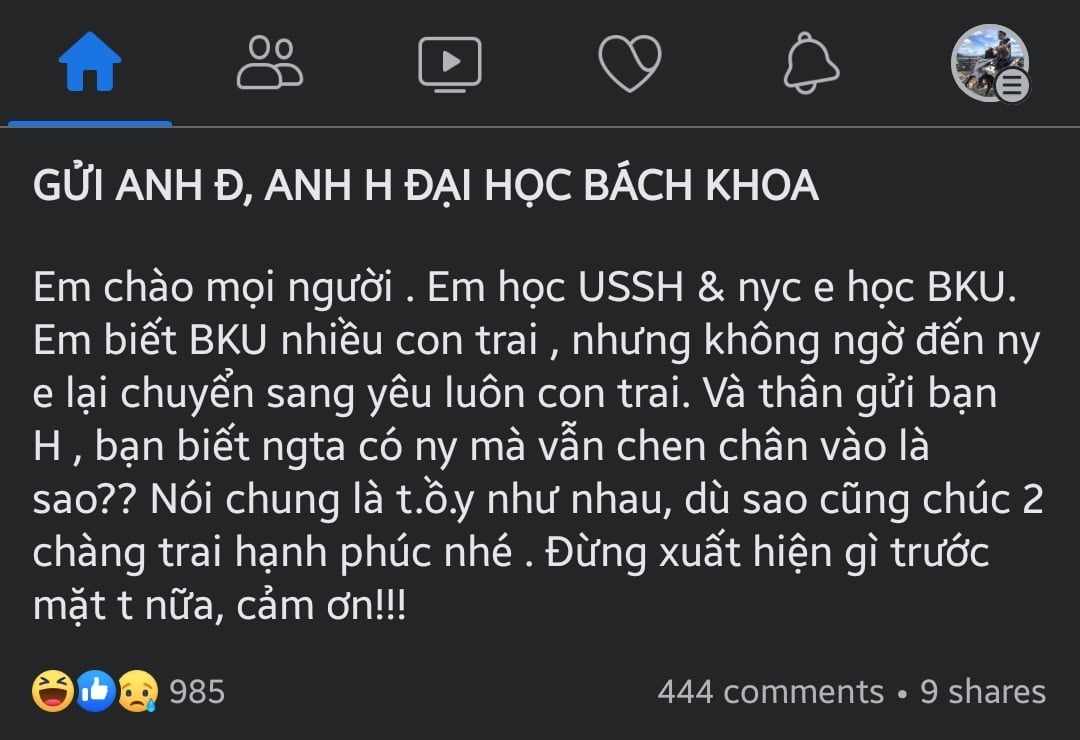 GỬI ANH Đ, ANH H ĐẠI HỌC BÁCH KHOA
Em chào mọi người . Em học USSH & nyc e học BKU.
Em biết BKU nhiều con trai , nhưng không ngờ đến ny
e lại chuyển sang yêu luôn con trai. Và thân gửi bạn
H , bạn biết ngta có ny mà vẫn chen chân vào là
sao?? Nói chung là t.ồ.y như nhau, dù sao cũng chúc 2
chàng trai hạnh phúc nhé . Đừng xuất hiện gì trước
mặt t nữa, cảm ơn!!!
985 444 comments • 9 shares